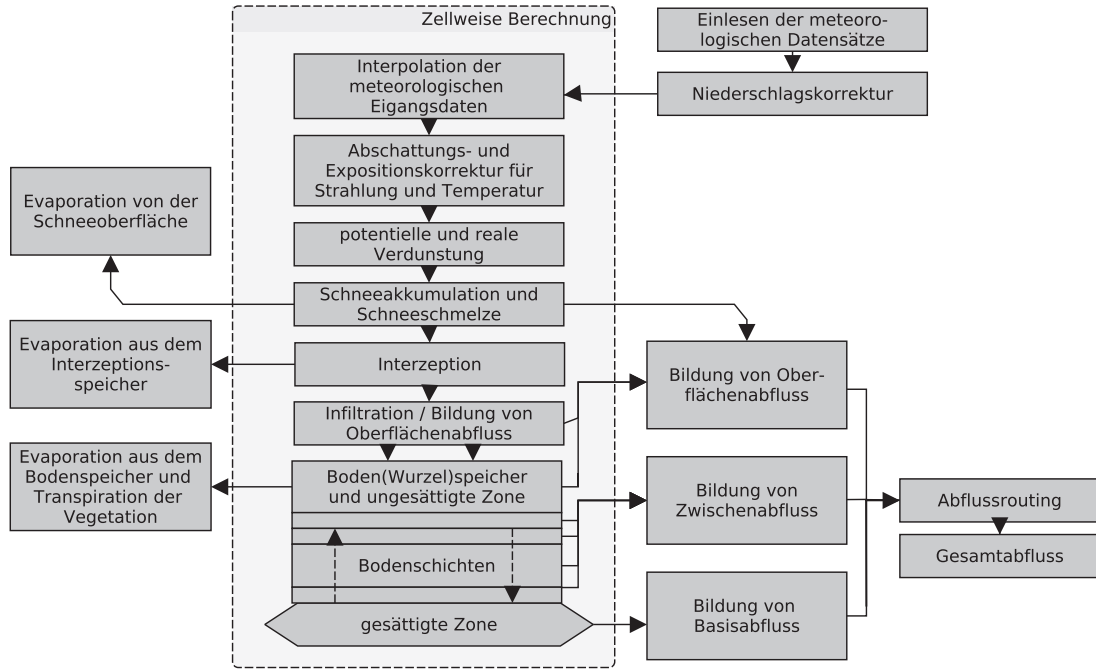 Zellweise Berechnung
Einlesen der meteoro-
logischen Datensätze
Niederschlagskorrektur
Interpolation der
meteorologischen
Eigangsdaten
Abschattungs- und
Expositionskorrektur für
Strahlung und Temperatur
potentielle und reale
Verdunstung
Schneeakkumulation und
Schneeschmelze
Interzeption
Infiltration / Bildung von
Oberflächenabfluss
Boden(Wurzel)speicher
und ungesättigte Zone
Bodenschichten
gesättigte Zone
Evaporation von der
Schneeoberfläche
Evaporation aus dem
Interzeptions-
speicher
Evaporation aus dem
Bodenspeicher und
Transpiration der
Vegetation
Bildung von Ober-
flächenabfluss
Bildung von
Zwischenabfluss
Bildung von
Basisabfluss
Abflussrouting
Gesamtabfluss